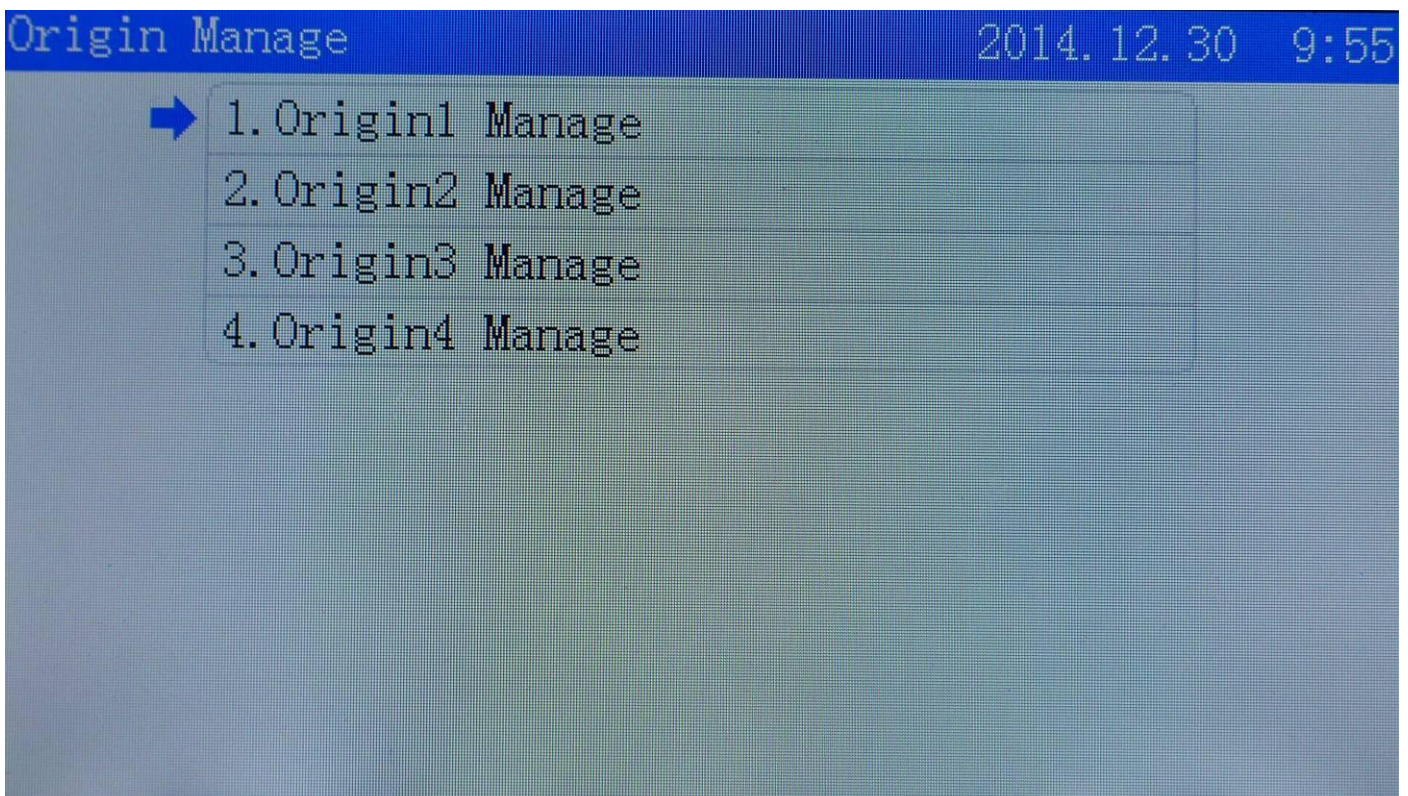 Origin Manage 2014.12.30 9:55
1.Origin1 Manage
2.Origin2 Manage
3.Origin3 Manage
4.Origin4 Manage